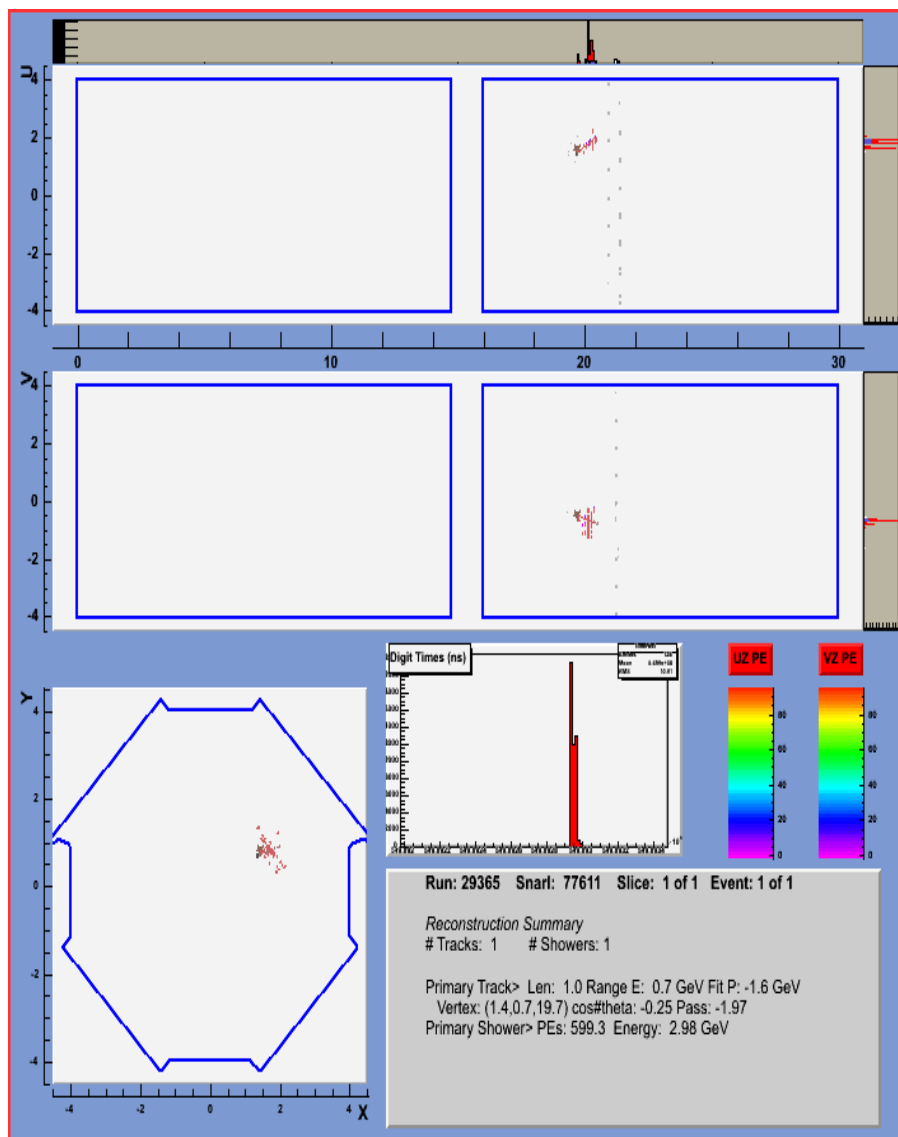 U
4
2
0
-2
-4
0 10 20 30
V
4
2
0
-2
-4
Digit Times (ns)
Mean
RMS
UZ PE
VZ PE
80
60
40
20
0
80
60
40
20
0
Y
4
2
0
-2
-4
-4 -2 0 2 4
X
Run: 29365 Snarl: 77611 Slice: 1 of 1 Event: 1 of 1
Reconstruction Summary
# Tracks: 1 # Showers: 1
Primary Track> Len: 1.0 Range E: 0.7 GeV Fit P: -1.6 GeV
Vertex: (1.4,0.7,19.7) cos#theta: -0.25 Pass: -1.97
Primary Shower> PEs: 599.3 Energy: 2.98 GeV